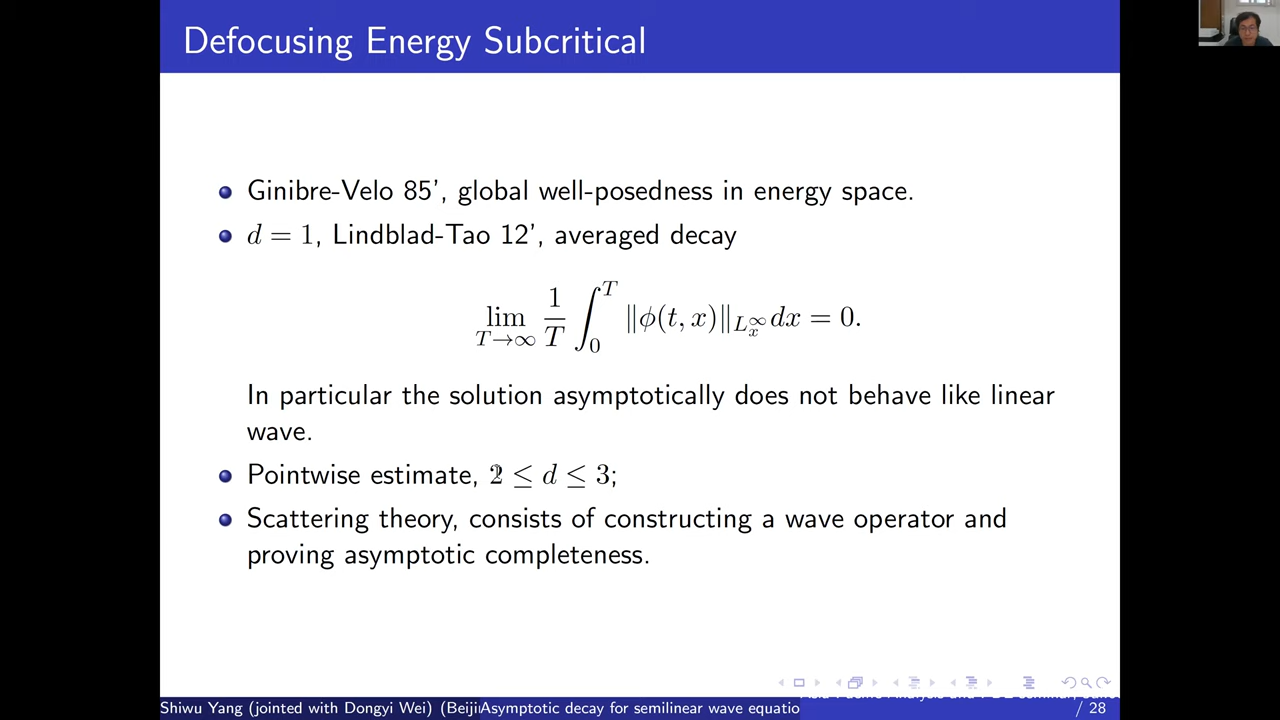 Defocusing Energy Subcritical
Ginibre-Velo 85', global well-posedness in energy space.
d = 1, Lindblad-Tao 12', averaged decay
lim_{T→∞} \frac{1}{T} ∫_0^T ‖ϕ(t, x)‖_{L_x^∞} dx = 0.
In particular the solution asymptotically does not behave like linear
wave.
Pointwise estimate, ≤ d ≤ 3;
Scattering theory, consists of constructing a wave operator and
proving asymptotic completeness.
Shiwu Yang (jointed with Dongyi Wei) (Beiji Asymptotic decay for semilinear wave equatio / 28